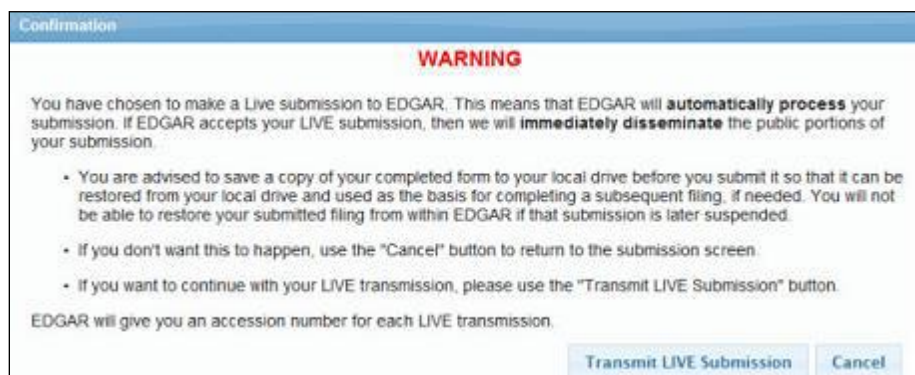 Confirmation
WARNING
You have chosen to make a Live submission to EDGAR. This means that EDGAR will automatically process your
submission. If EDGAR accepts your LIVE submission, then we will immediately disseminate the public portions of
your submission.
• You are advised to save a copy of your completed form to your local drive before you submit it so that it can be
restored from your local drive and used as the basis for completing a subsequent filing, if needed. You will not
be able to restore your submitted filing from within EDGAR if that submission is later suspended.
• If you don't want this to happen, use the "Cancel" button to return to the submission screen.
• If you want to continue with your LIVE transmission, please use the "Transmit LIVE Submission" button.
EDGAR will give you an accession number for each LIVE transmission.
Transmit LIVE Submission Cancel